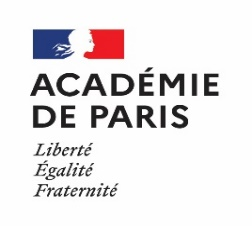 ACADÉMIE
DE PARIS
Liberté
Égalité
Fraternité